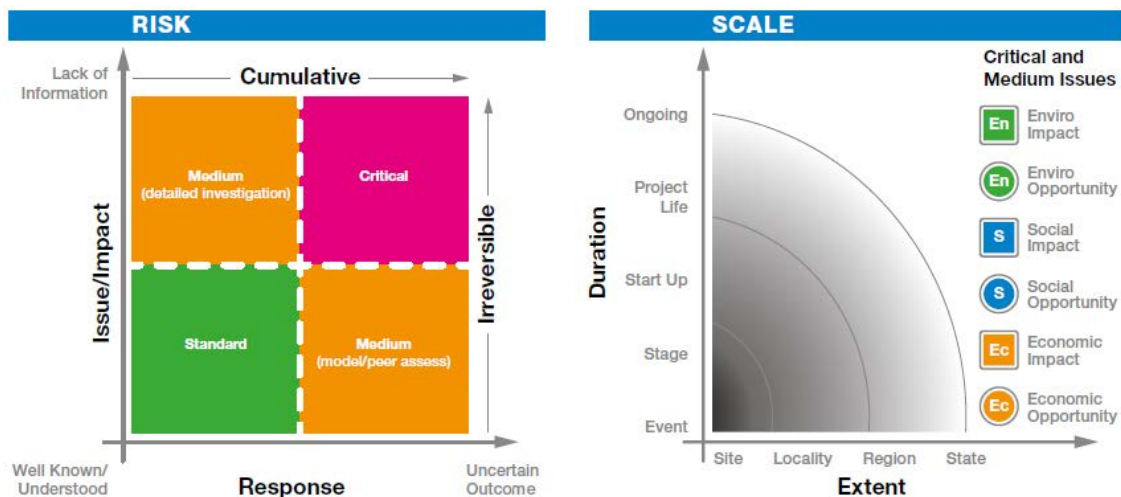 RISK
Lack of
Information
Cumulative
Medium
(detailed investigation)
Critical
Issue/Impact
Irreversible
Standard
Medium
(model/peer assess)
Well Known/
Understood
Response
Uncertain
Outcome
SCALE
Critical and
Medium Issues
Ongoing
Project
Life
Duration
Start Up
Stage
Event
Site
Locality
Region
State
Extent
En
Enviro
Impact
En
Enviro
Opportunity
S
Social
Impact
S
Social
Opportunity
Ec
Economic
Impact
Ec
Economic
Opportunity